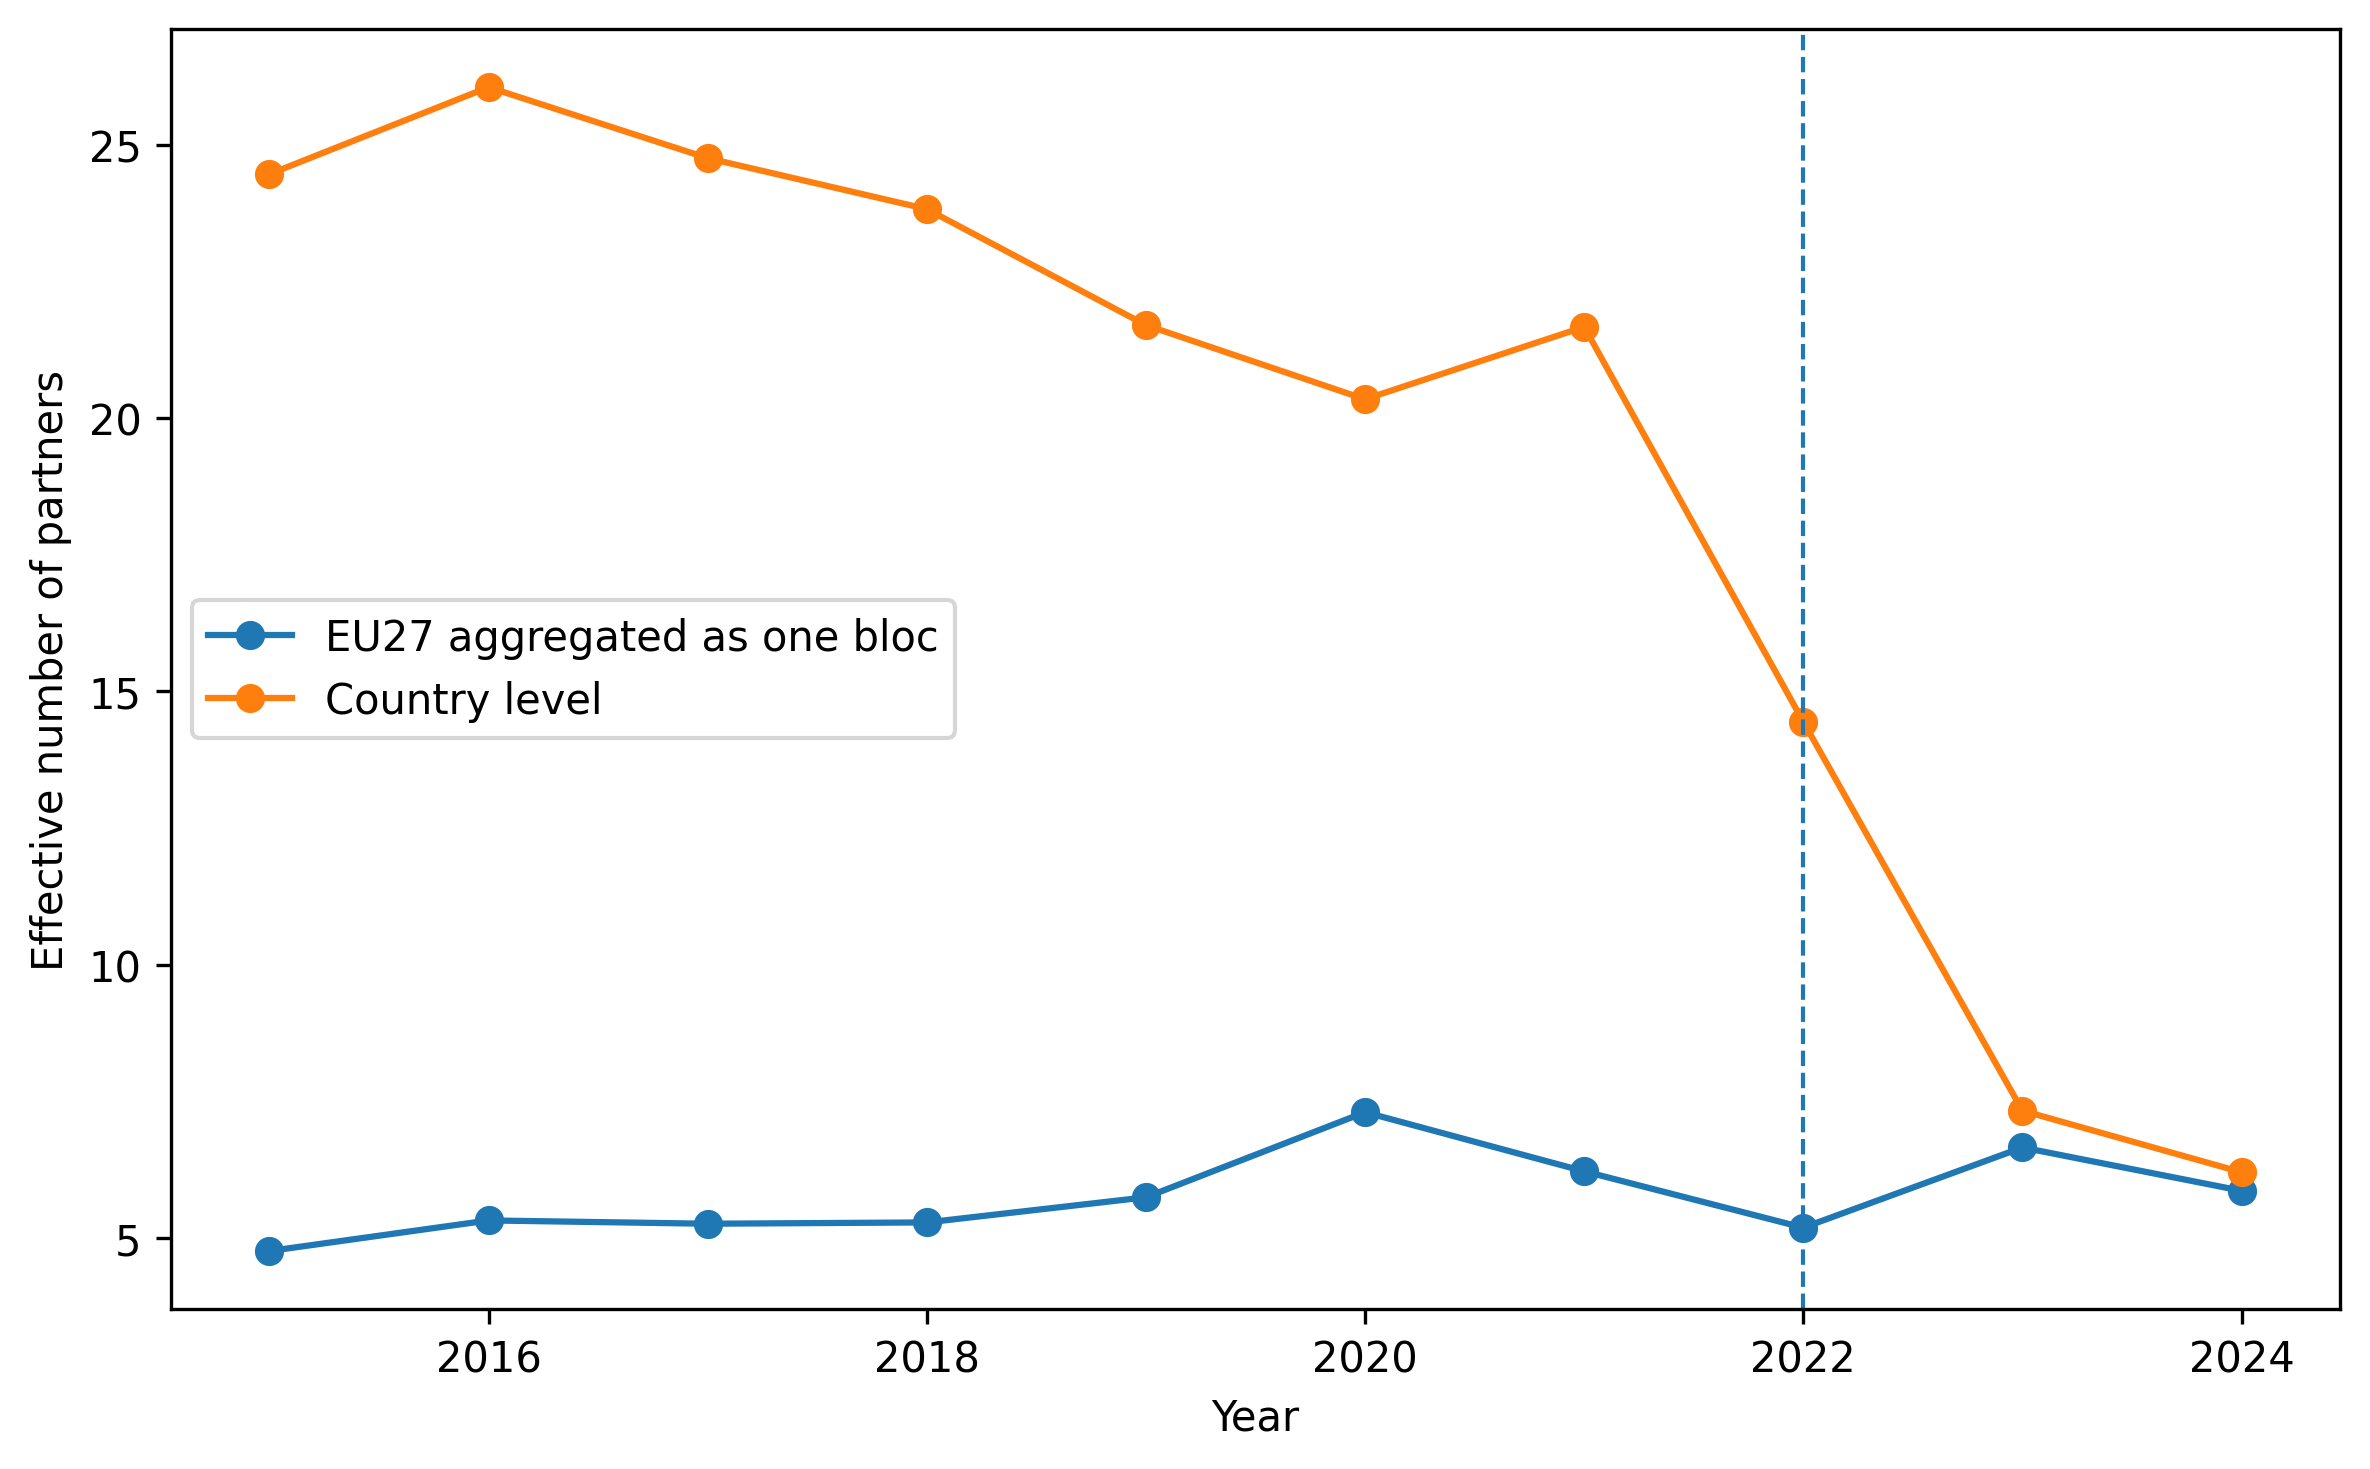 Effective number of partners
25
20
15
10
5
EU27 aggregated as one bloc
Country level
2016 2018 2020 2022 2024
Year